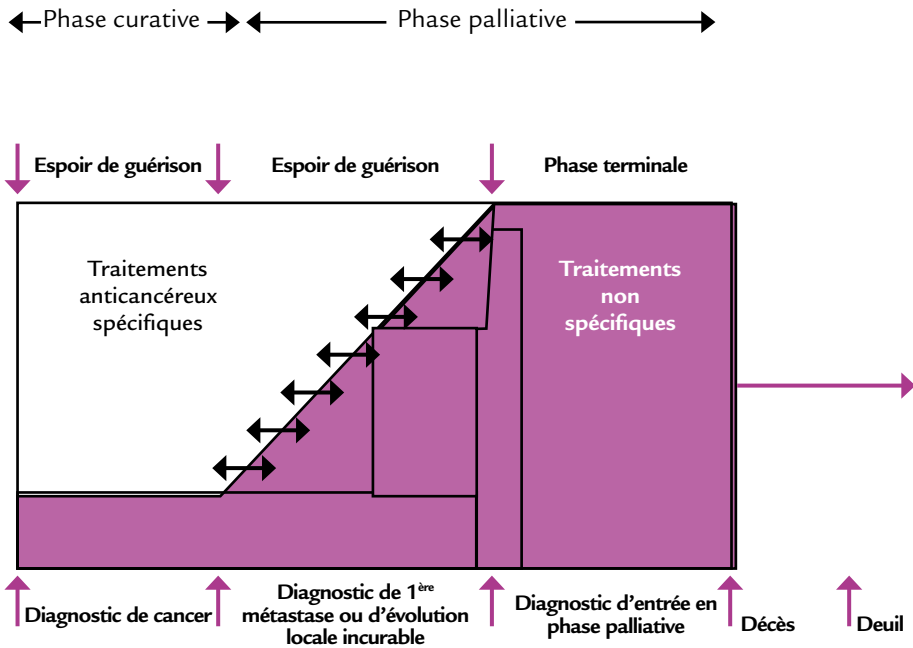 Phase curative
Phase palliative
Espoir de guérison
Espoir de guérison
Phase terminale
Traitements
anticancéreux
spécifiques
Traitements
non
spécifiques
Diagnostic de cancer
Diagnostic de 1ère
métastase ou d'évolution
locale incurable
Diagnostic d'entrée en
phase palliative
Décès
Deuil